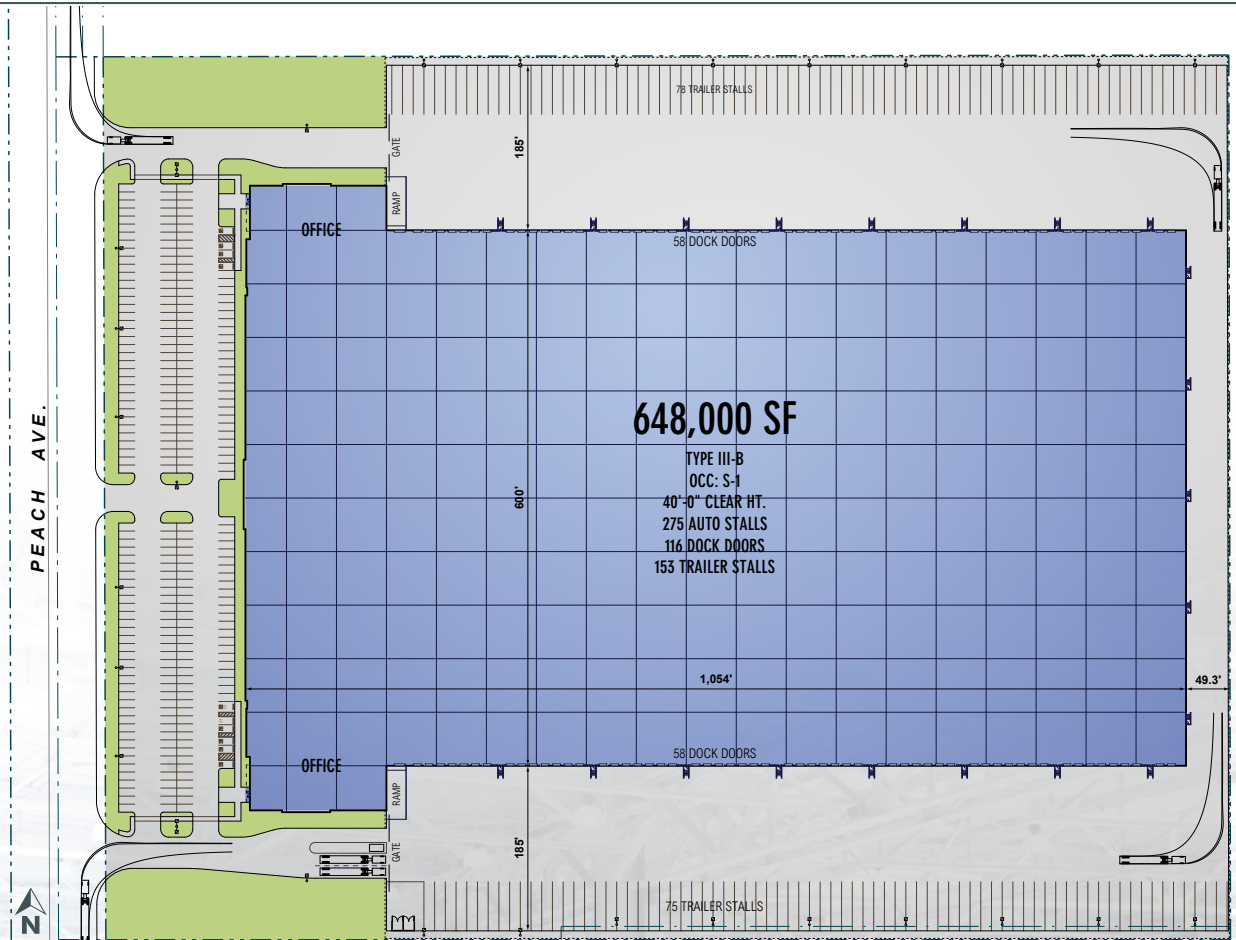 78 TRAILER STALLS
GATE
185'
RAMP
OFFICE
58 DOCK DOORS
648,000 SF
TYPE III-B
OCC: S-1
40'-0" CLEAR HT.
275 AUTO STALLS
116 DOCK DOORS
153 TRAILER STALLS
PEACH AVE.
600'
1,054'
49.3'
58 DOCK DOORS
OFFICE
RAMP
GATE
185'
75 TRAILER STALLS
N